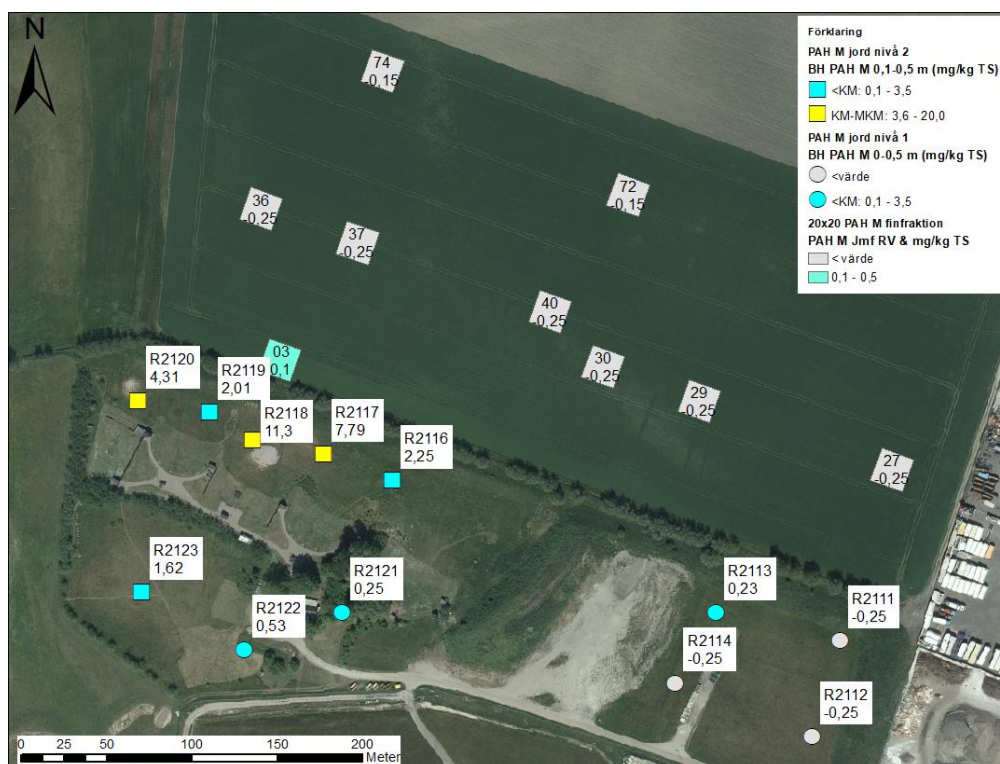 N
Förklaring
PAH M jord nivå 2
BH PAH M 0,1-0,5 m (mg/kg TS)
<KM: 0,1 - 3,5
KM-MKM: 3,6 - 20,0
PAH M jord nivå 1
BH PAH M 0-0,5 m (mg/kg TS)
<värde
<KM: 0,1 - 3,5
20x20 PAH M finfraktion
PAH M Jmf RV & mg/kg TS
< värde
0,1 - 0,5
74
-0,15
72
-0,15
36
-0,25
37
-0,25
40
-0,25
30
-0,25
29
-0,25
27
-0,25
03
0,1
R2120
4,31
R2119
2,01
R2118
11,3
R2117
7,79
R2116
2,25
R2123
1,62
R2121
0,25
R2122
0,53
R2113
0,23
R2114
-0,25
R2111
-0,25
R2112
-0,25
0 25 50 100 150 200
Meter